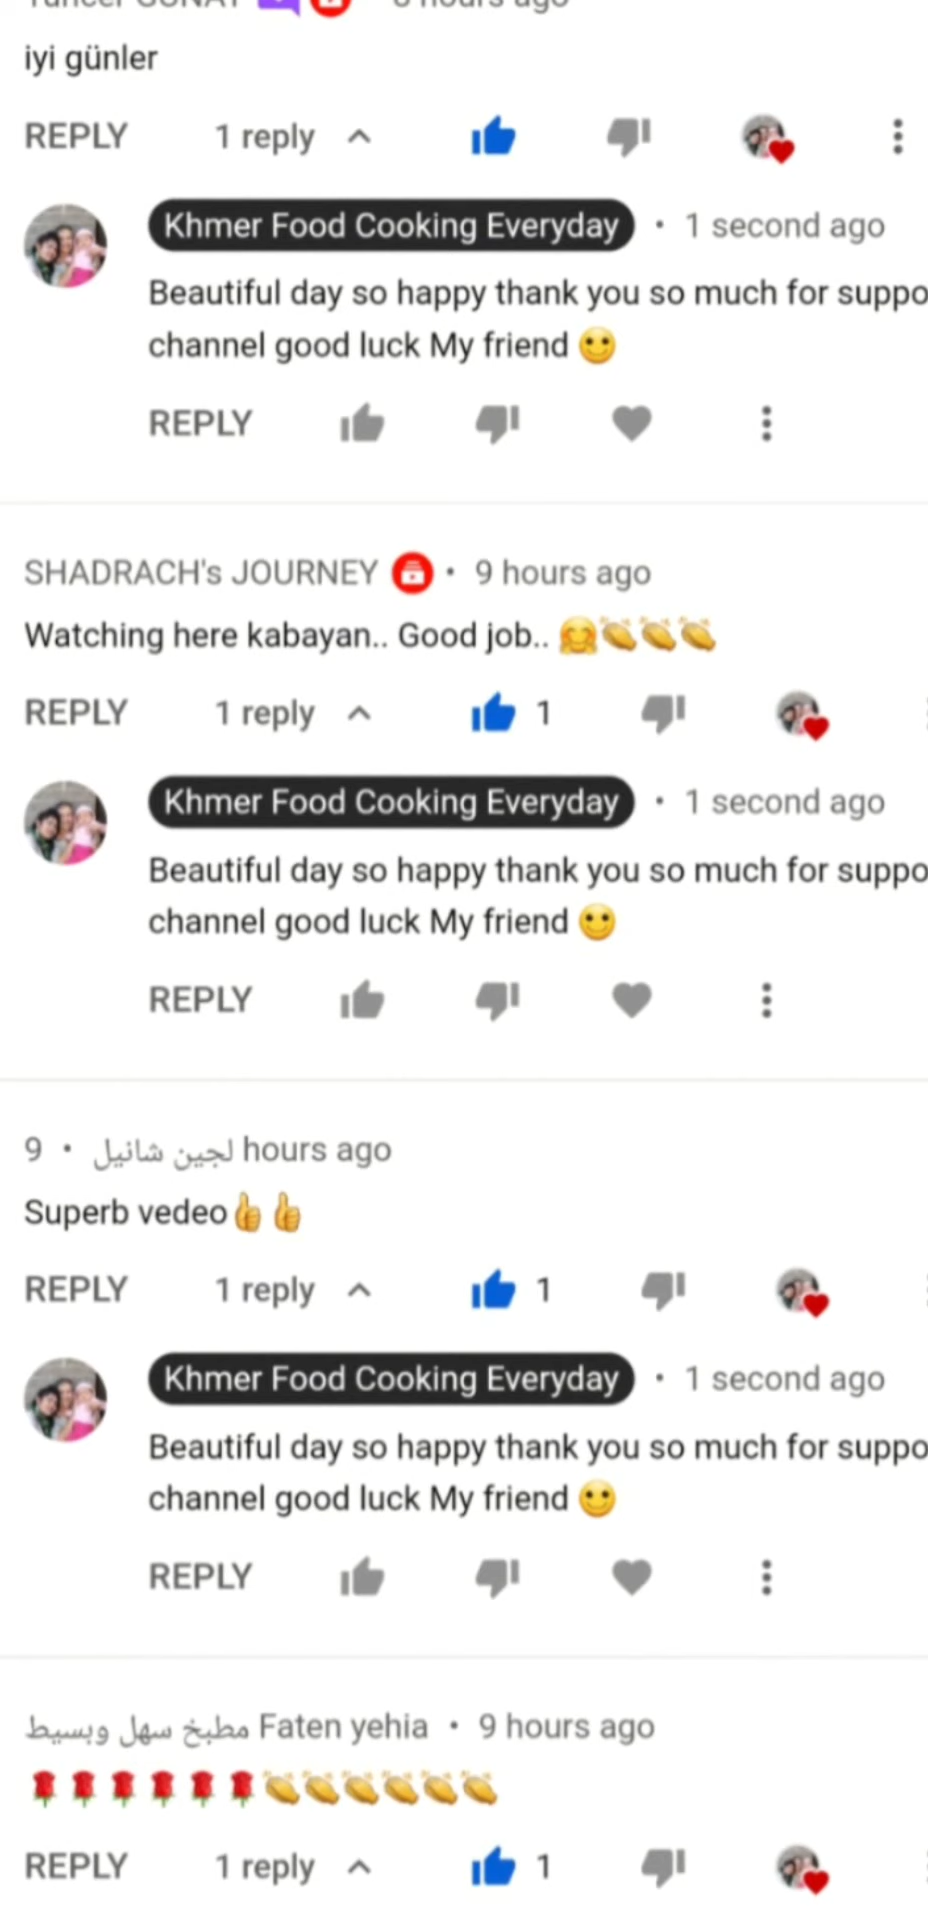 iyi günler
REPLY 1 reply
Khmer Food Cooking Everyday • 1 second ago
Beautiful day so happy thank you so much for suppo
channel good luck My friend 🙂
REPLY
SHADRACH's JOURNEY • 9 hours ago
Watching here kabayan.. Good job.. 🤗👏👏👏
REPLY 1 reply 1
Khmer Food Cooking Everyday • 1 second ago
Beautiful day so happy thank you so much for suppo
channel good luck My friend 🙂
REPLY
9 • لجين شانيل hours ago
Superb vedeo👍👍
REPLY 1 reply 1
Khmer Food Cooking Everyday • 1 second ago
Beautiful day so happy thank you so much for suppo
channel good luck My friend 🙂
REPLY
مطبخ سهل وبسيط Faten yehia • 9 hours ago
🌹🌹🌹🌹🌹🌹👏👏👏👏👏👏
REPLY 1 reply 1